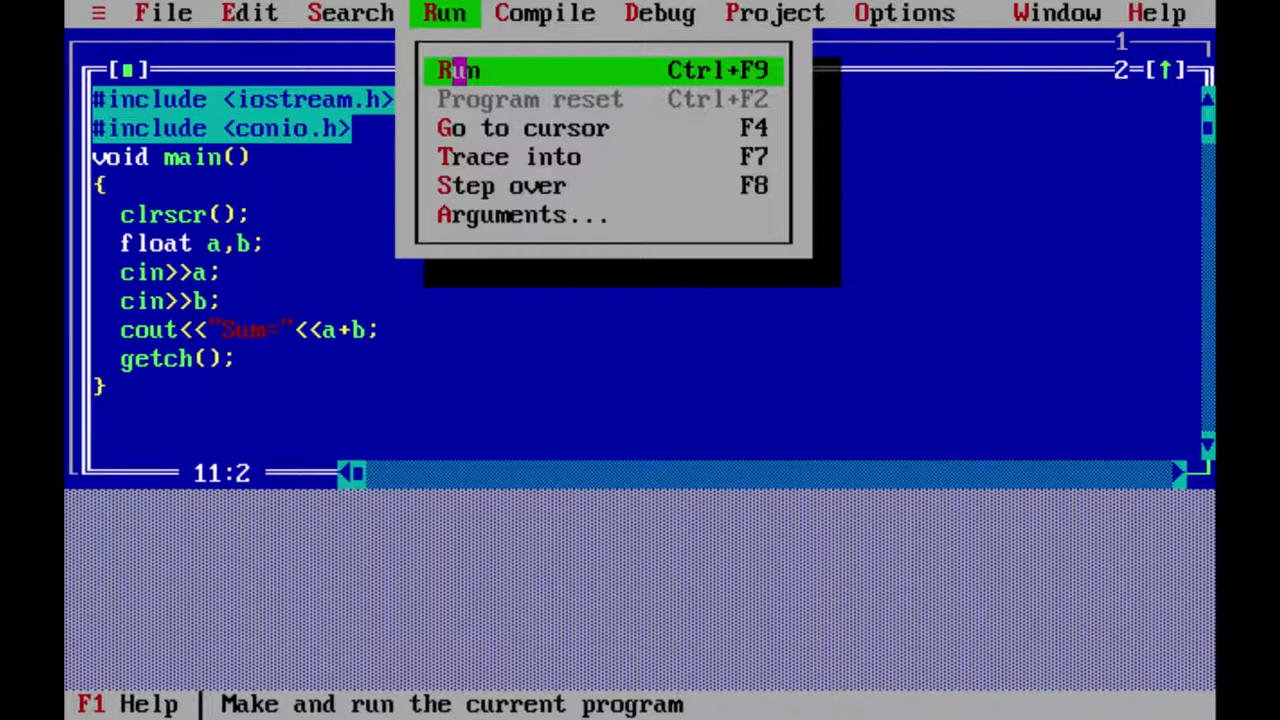 ≡ File Edit Search Run Compile Debug Project Options Window Help
1
[■] 2=[↑]
Run Ctrl+F9
Program reset Ctrl+F2
Go to cursor F4
Trace into F7
Step over F8
Arguments...
#include <iostream.h>
#include <conio.h>
void main()
{
clrscr();
float a,b;
cin>>a;
cin>>b;
cout<<"Sum="<<a+b;
getch();
}
11:2
F1 Help | Make and run the current program